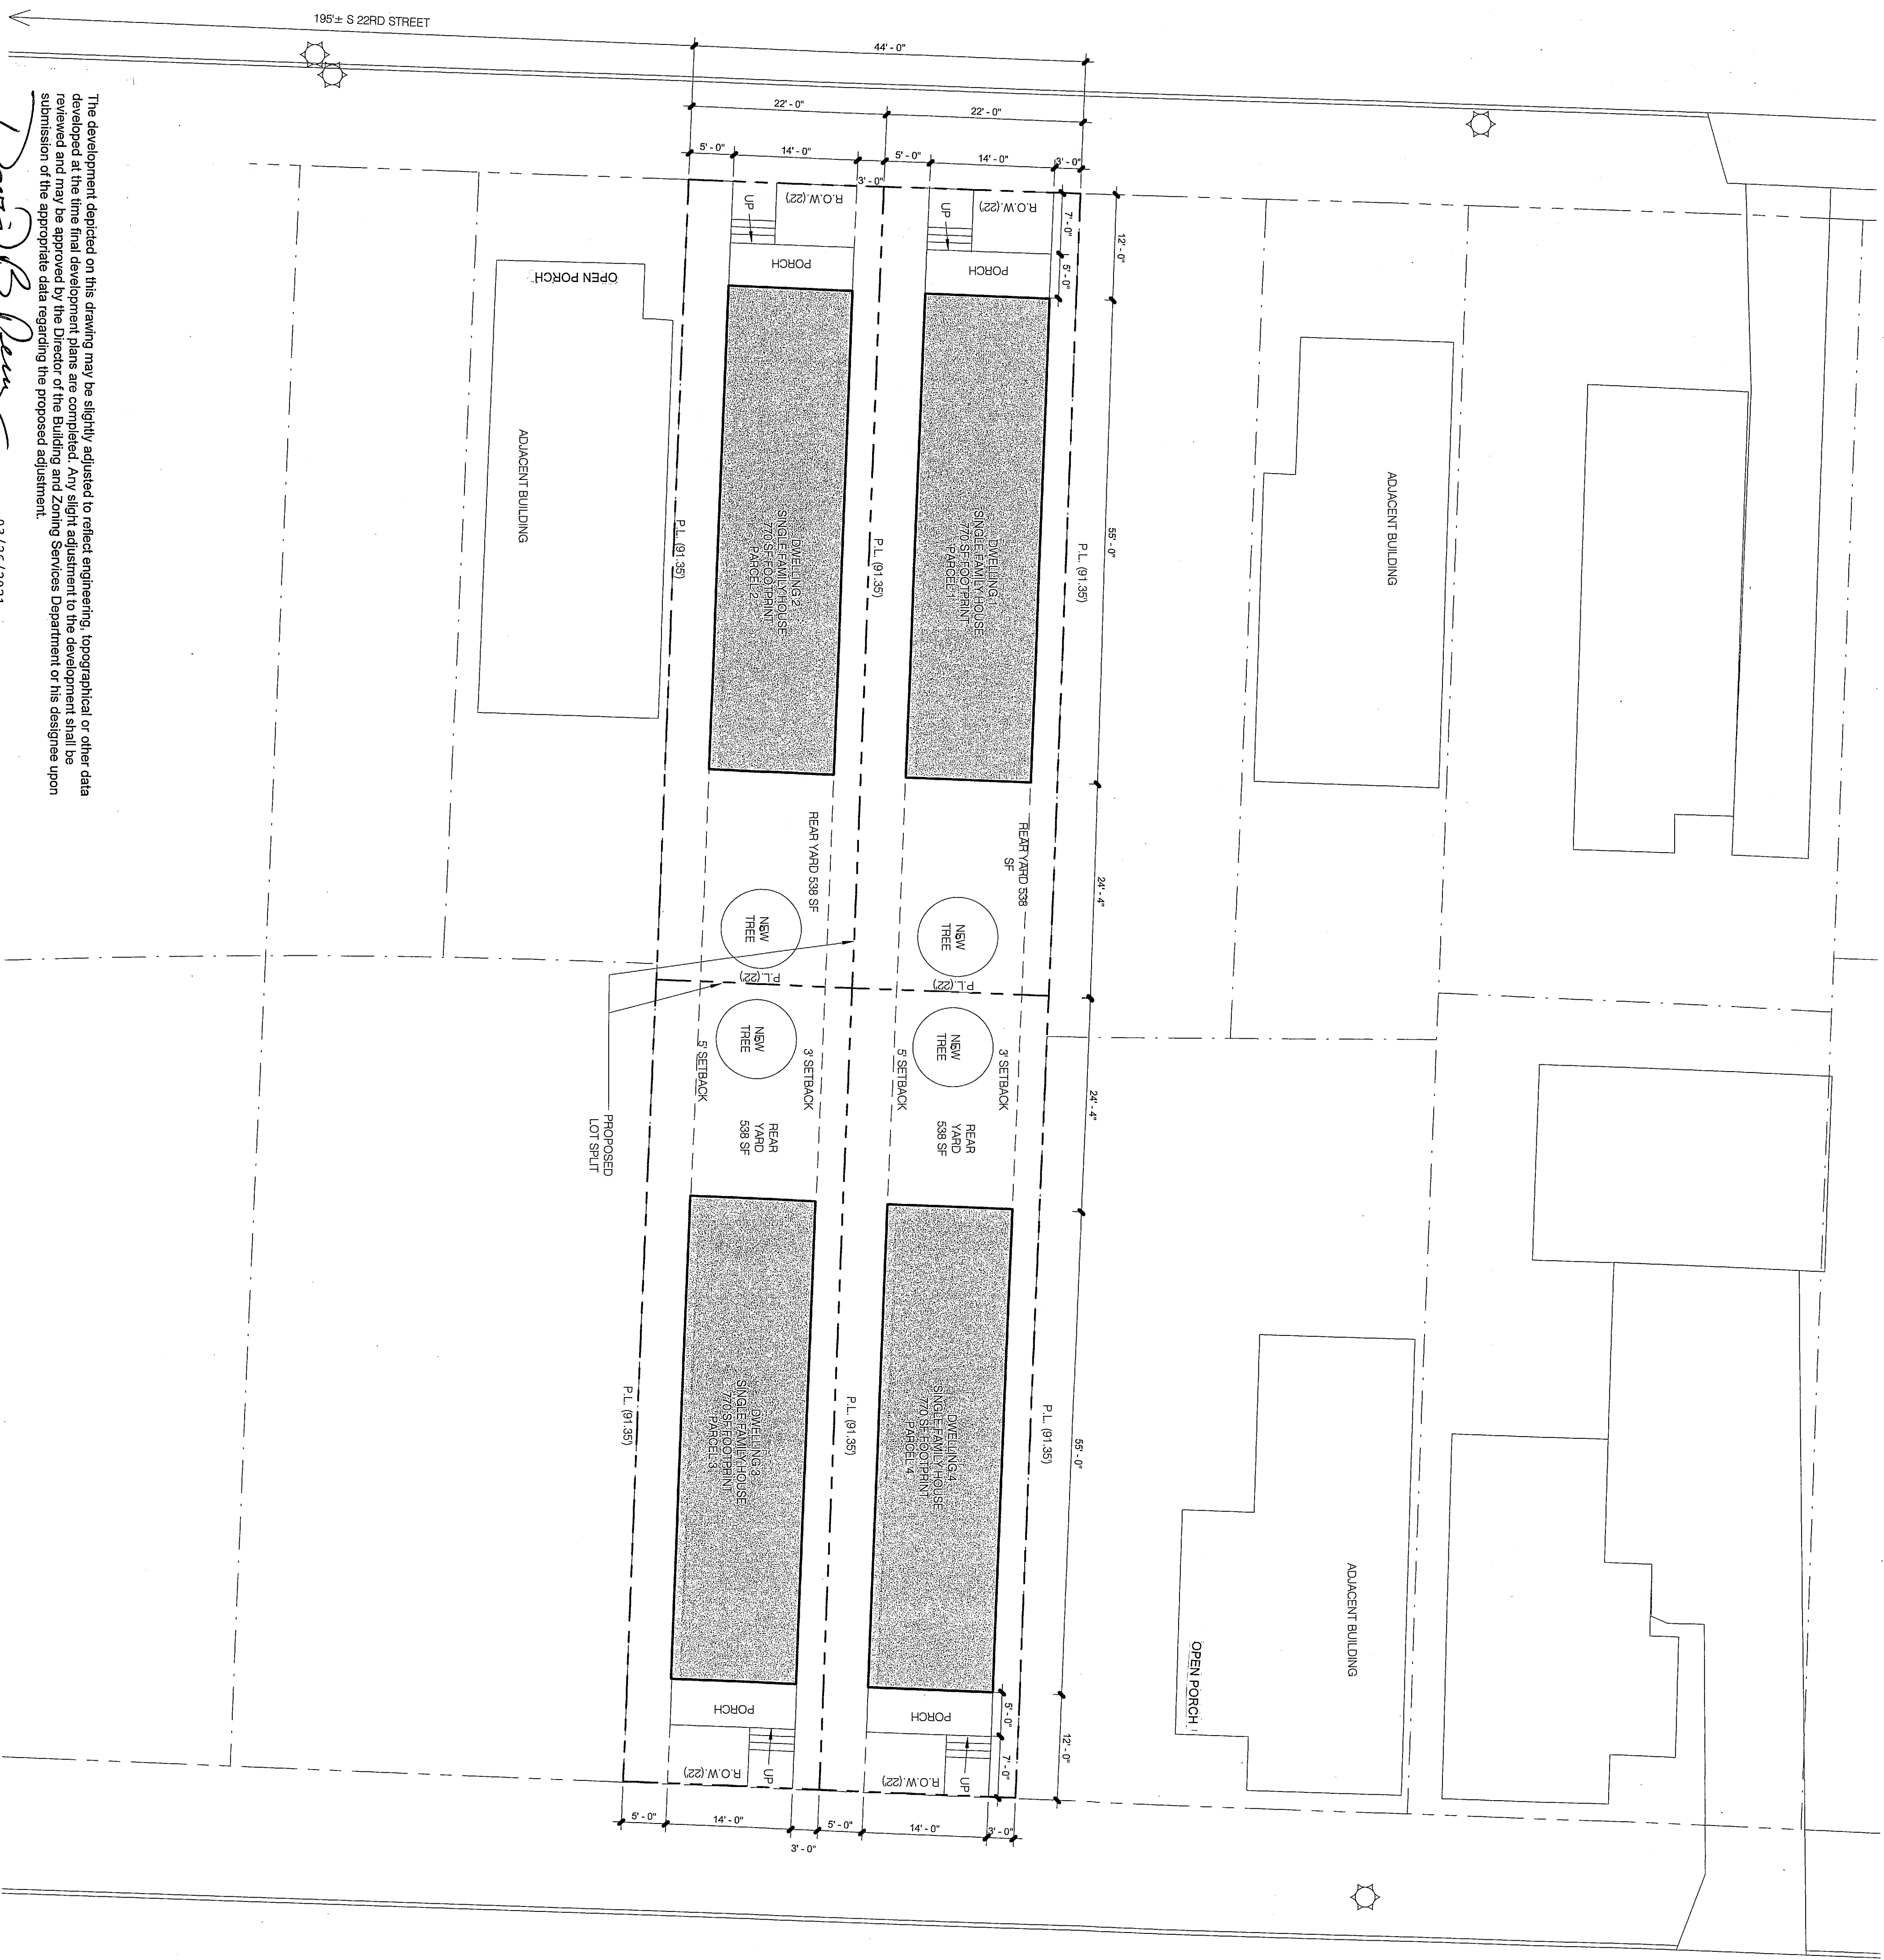 195'± S 22RD STREET
44' - 0"
22' - 0"
22' - 0"
5' - 0"
14' - 0"
3' - 0"
5' - 0"
14' - 0"
3' - 0"
R.O.W.(22')
UP
PORCH
R.O.W.(22')
UP
PORCH
7' - 0"
5' - 0"
12' - 0"
OPEN PORCH
ADJACENT BUILDING
P.L. (91.35')
DWELLING 2
SINGLE FAMILY HOUSE
770 SF FOOTPRINT
PARCEL 2
P.L. (91.35')
DWELLING 1
SINGLE FAMILY HOUSE
770 SF FOOTPRINT
PARCEL 1
P.L. (91.35')
55' - 0"
ADJACENT BUILDING
REAR YARD 538 SF
REAR YARD 538
SF
24' - 4"
NEW
TREE
NEW
TREE
P.L.(22')
P.L.(22')
NEW
TREE
NEW
TREE
5' SETBACK
3' SETBACK
5' SETBACK
3' SETBACK
24' - 4"
REAR
YARD
538 SF
REAR
YARD
538 SF
PROPOSED
LOT SPLIT
P.L. (91.35')
DWELLING 3
SINGLE FAMILY HOUSE
770 SF FOOTPRINT
PARCEL 3
P.L. (91.35')
DWELLING 4
SINGLE FAMILY HOUSE
770 SF FOOTPRINT
PARCEL 4
P.L. (91.35')
55' - 0"
ADJACENT BUILDING
OPEN PORCH
PORCH
UP
R.O.W.(22')
PORCH
UP
R.O.W.(22')
5' - 0"
7' - 0"
12' - 0"
5' - 0"
14' - 0"
3' - 0"
5' - 0"
14' - 0"
3' - 0"
The development depicted on this drawing may be slightly adjusted to reflect engineering, topographical or other data
developed at the time final development plans are completed. Any slight adjustment to the development shall be
reviewed and may be approved by the Director of the Building and Zoning Services Department or his designee upon
submission of the appropriate data regarding the proposed adjustment.